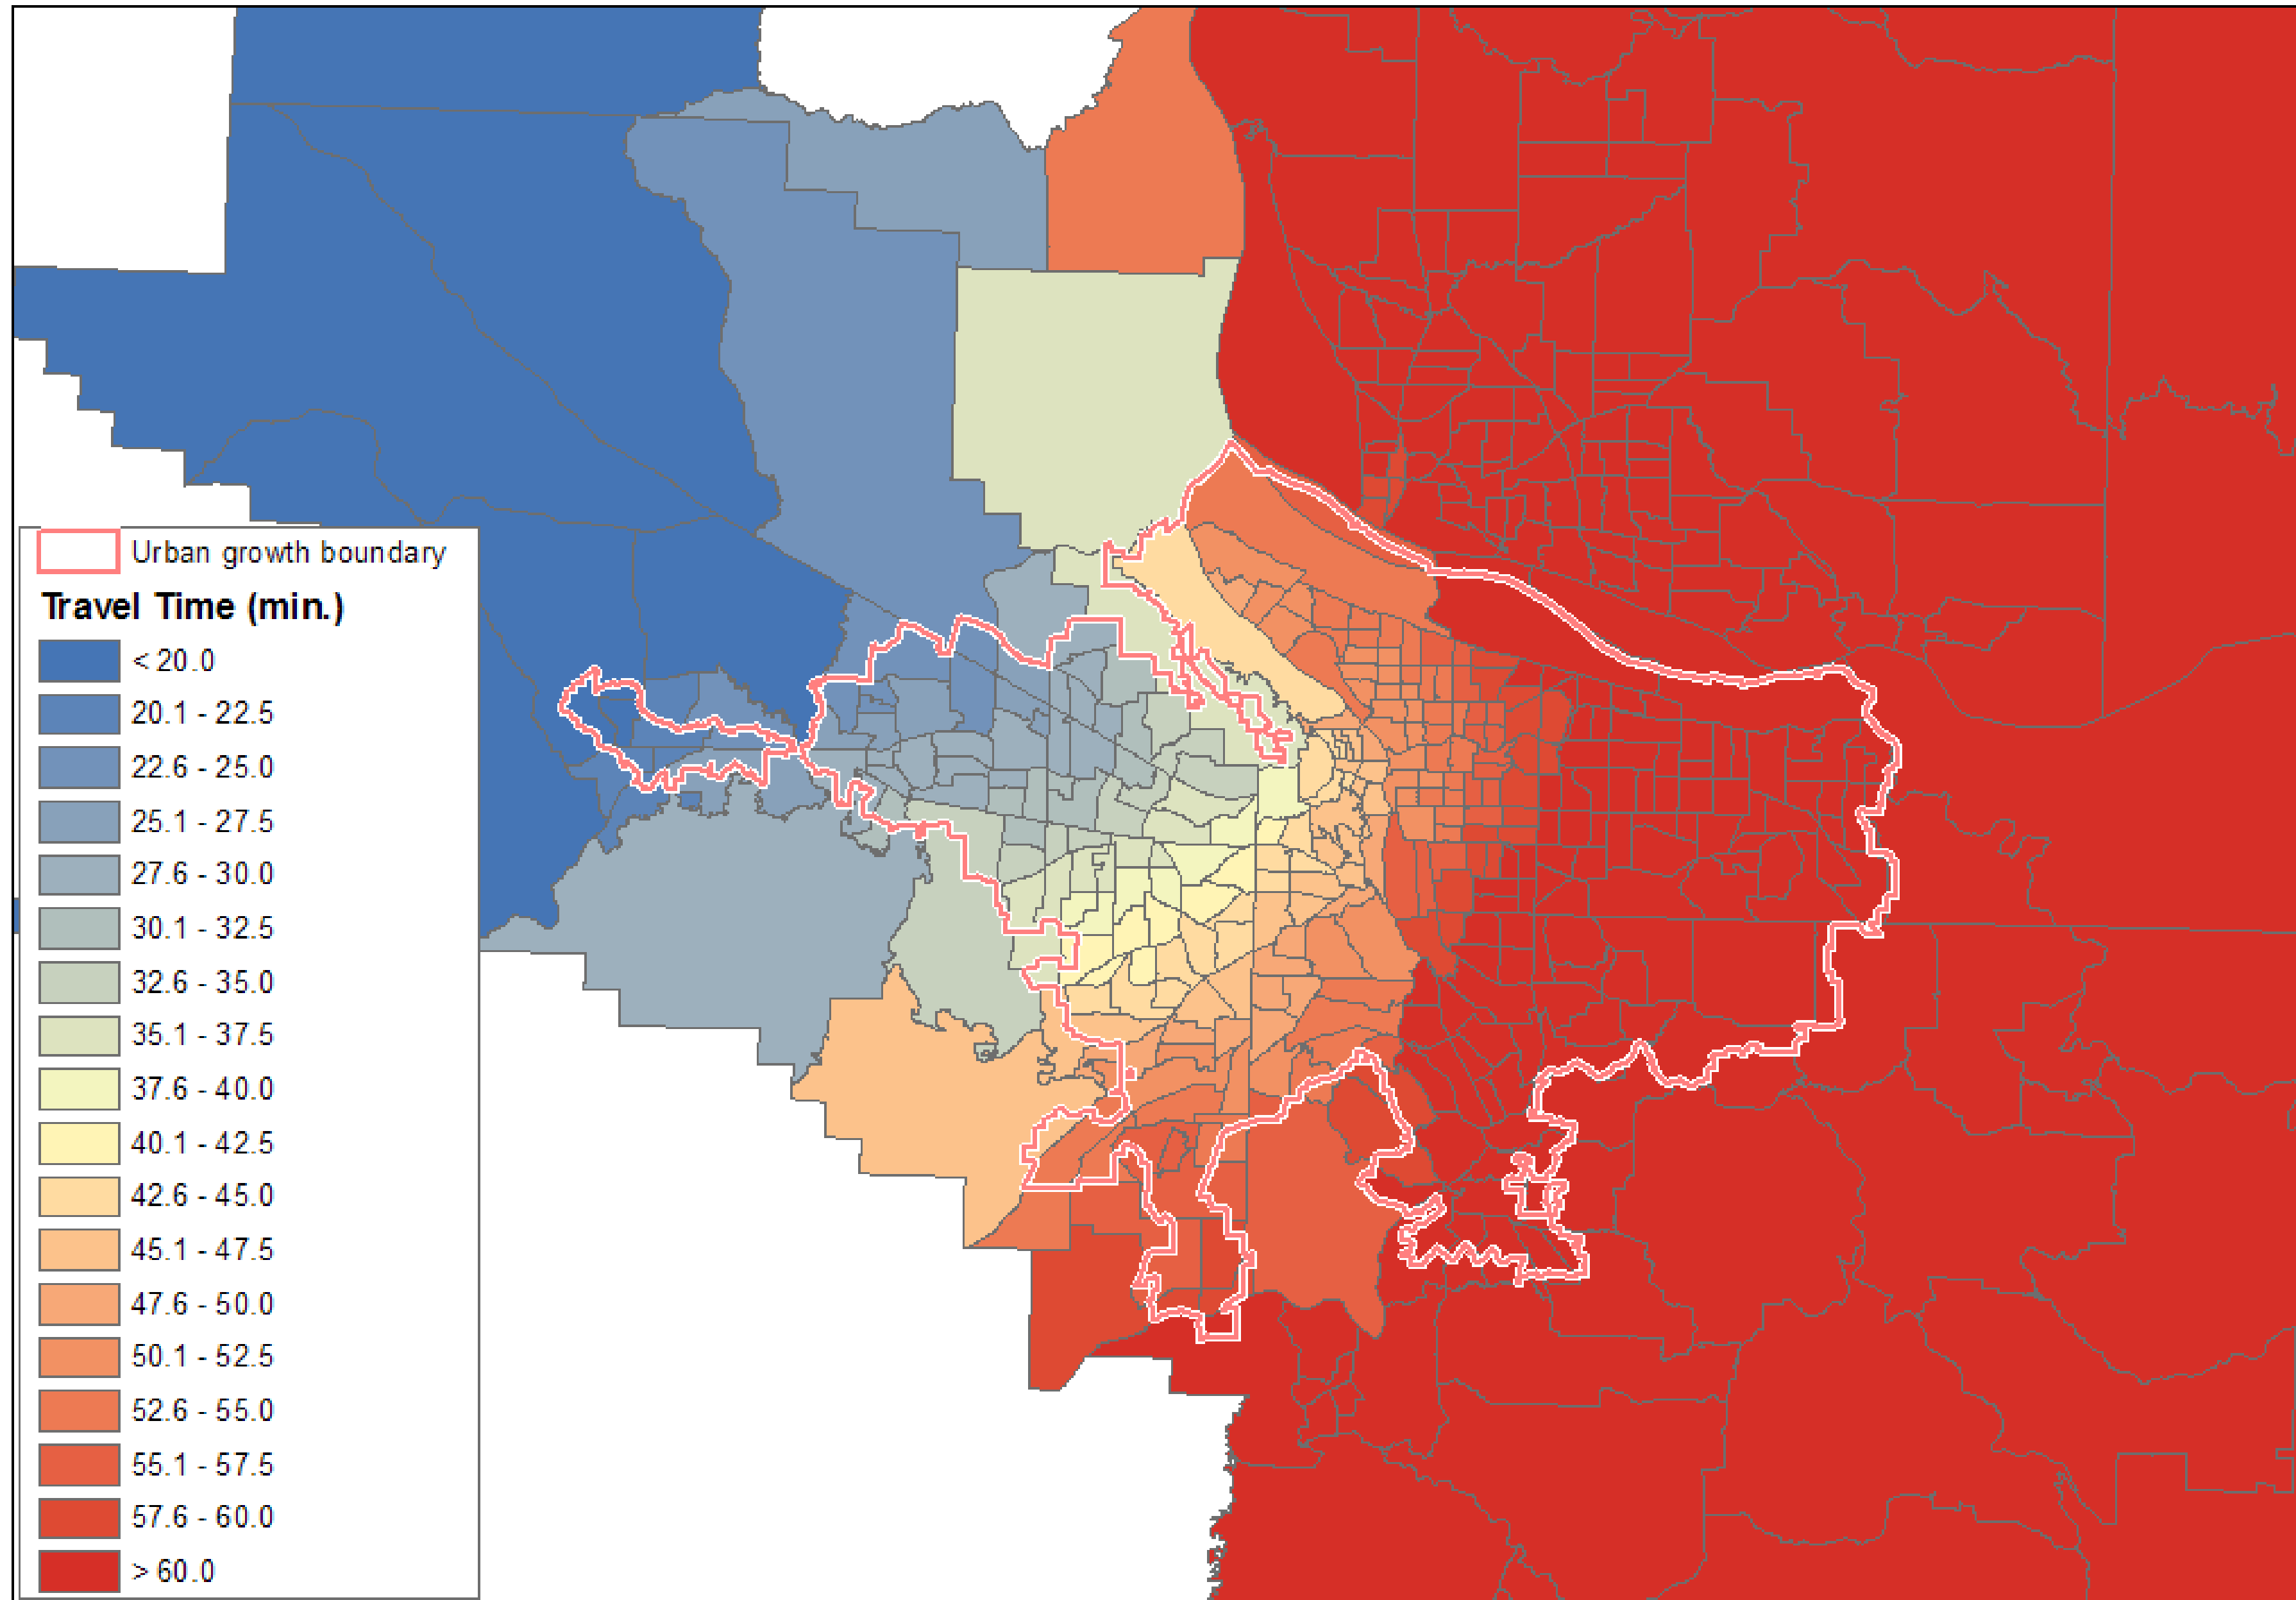 Urban growth boundary
Travel Time (min.)
< 20.0
20.1 - 22.5
22.6 - 25.0
25.1 - 27.5
27.6 - 30.0
30.1 - 32.5
32.6 - 35.0
35.1 - 37.5
37.6 - 40.0
40.1 - 42.5
42.6 - 45.0
45.1 - 47.5
47.6 - 50.0
50.1 - 52.5
52.6 - 55.0
55.1 - 57.5
57.6 - 60.0
> 60.0